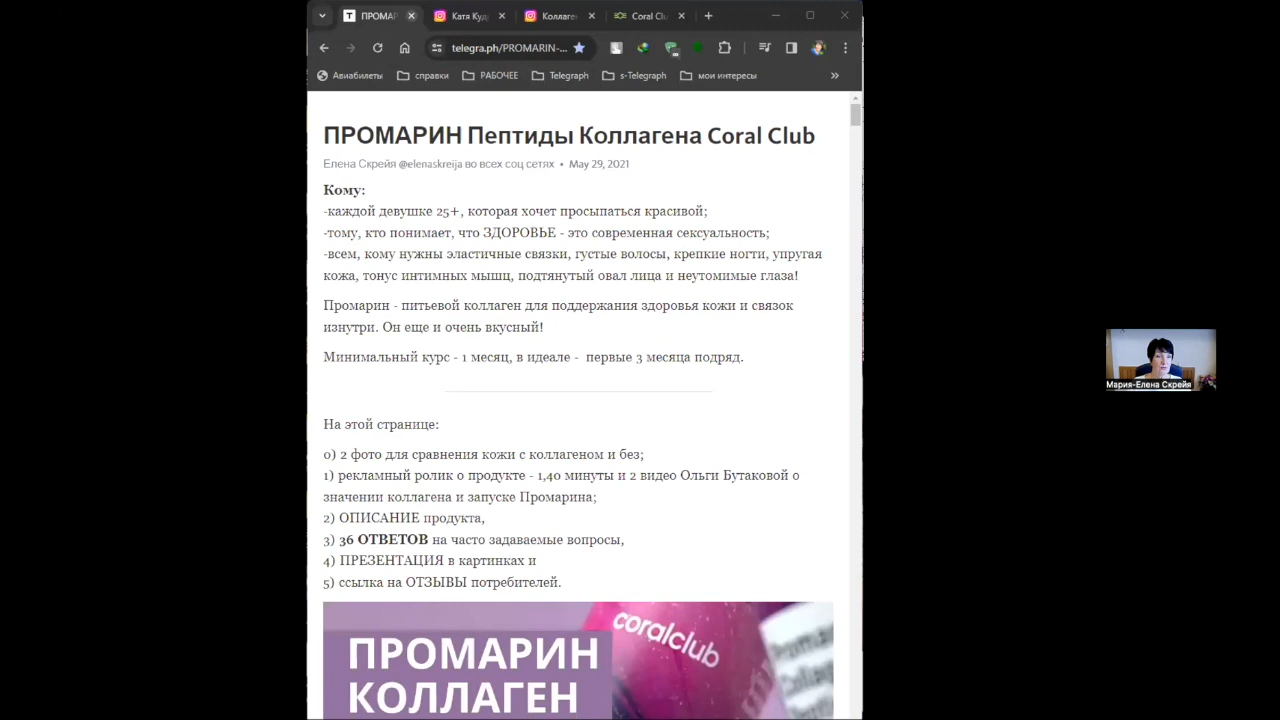 ПРОМАР
Катя Куд
Коллаге
Coral Clu
telegra.ph/PROMARIN-...
Авиабилеты
справки
РАБОЧЕЕ
Telegraph
s-Telegraph
мои интересы
ПРОМАРИН Пептиды Коллагена Coral Club
Елена Скрейя @elenaskreija во всех соц сетях • May 29, 2021
Кому:
-каждой девушке 25+, которая хочет просыпаться красивой;
-тому, кто понимает, что ЗДОРОВЬЕ - это современная сексуальность;
-всем, кому нужны эластичные связки, густые волосы, крепкие ногти, упругая
кожа, тонус интимных мышц, подтянутый овал лица и неутомимые глаза!
Промарин - питьевой коллаген для поддержания здоровья кожи и связок
изнутри. Он еще и очень вкусный!
Минимальный курс - 1 месяц, в идеале - первые 3 месяца подряд.
На этой странице:
0) 2 фото для сравнения кожи с коллагеном и без;
1) рекламный ролик о продукте - 1,40 минуты и 2 видео Ольги Бутаковой о
значении коллагена и запуске Промарина;
2) ОПИСАНИЕ продукта,
3) 36 ОТВЕТОВ на часто задаваемые вопросы,
4) ПРЕЗЕНТАЦИЯ в картинках и
5) ссылка на ОТЗЫВЫ потребителей.
coralclub
ПРОМАРИН
КОЛЛАГЕН
Мария-Елена Скрейя